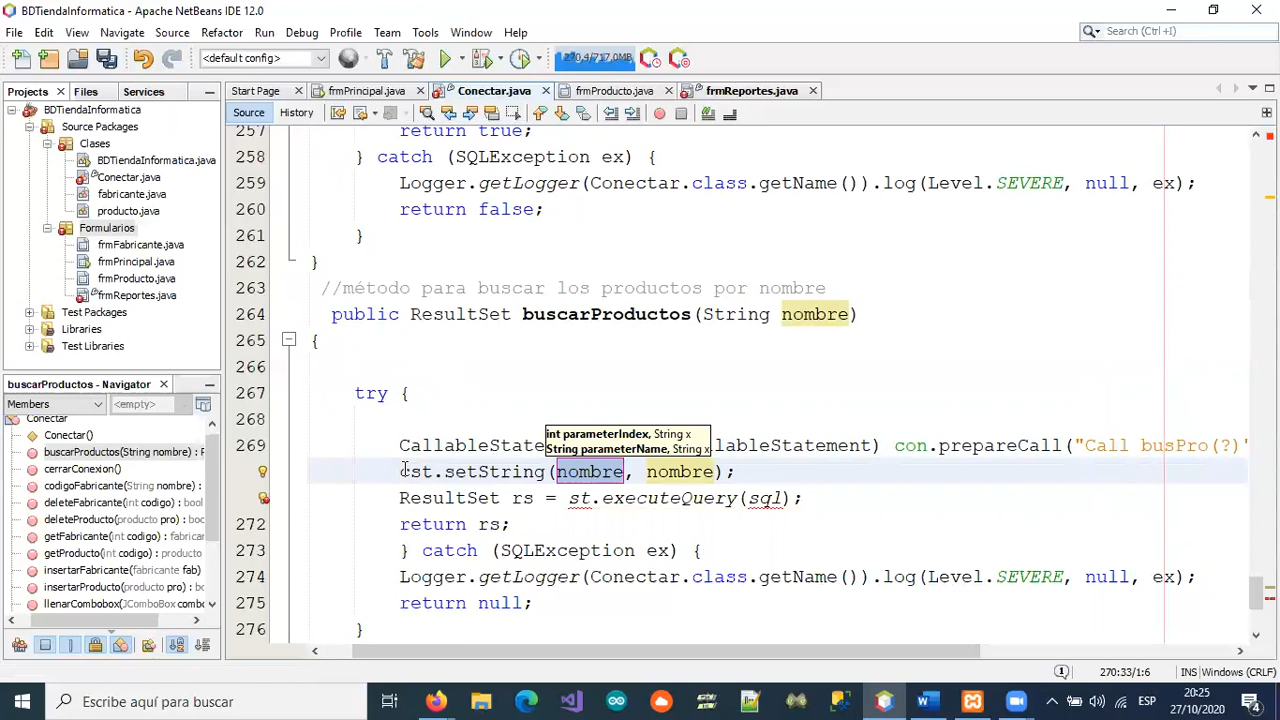 BDTiendaInformatica - Apache NetBeans IDE 12.0
File Edit View Navigate Source Refactor Run Debug Profile Team Tools Window Help
Search (Ctrl+I)
<default config>
270,4/717,0MB
Projects Files Services
Start Page frmPrincipal.java Conectar.java frmProducto.java frmReportes.java
BDTiendaInformatica
Source Packages
Clases
BDTiendaInformatica.java
Conectar.java
fabricante.java
producto.java
Formularios
frmFabricante.java
frmPrincipal.java
frmProducto.java
frmReportes.java
Test Packages
Libraries
Test Libraries
buscarProductos - Navigator
Members
<empty>
Conectar
Conectar()
buscarProductos(String nombre) : F
cerrarConexion()
codigoFabricante(String nombre) :
deleteFabricante(int codigo) : bool
deleteProducto(producto pro) : bo
getFabricante(int codigo) : fabrica
getProducto(int codigo) : producto
insertarFabricante(fabricante fab)
insertarProducto(producto pro) : b
llenarCombobox(JComboBox combo
Source History
257 return true;
258 } catch (SQLException ex) {
259 Logger.getLogger(Conectar.class.getName()).log(Level.SEVERE, null, ex);
260 return false;
261 }
262 }
263 //método para buscar los productos por nombre
264 public ResultSet buscarProductos(String nombre)
265 {
266
267 try {
268
int parameterIndex, String x
String parameterName, String x
269 CallableState lableStatement) con.prepareCall("Call busPro(?)"
cst.setString(nombre, nombre);
ResultSet rs = st.executeQuery(sql);
272 return rs;
273 } catch (SQLException ex) {
274 Logger.getLogger(Conectar.class.getName()).log(Level.SEVERE, null, ex);
275 return null;
276 }
270:33/1:6 INS Windows (CRLF)
Escribe aquí para buscar
ESP
20:25
27/10/2020
4